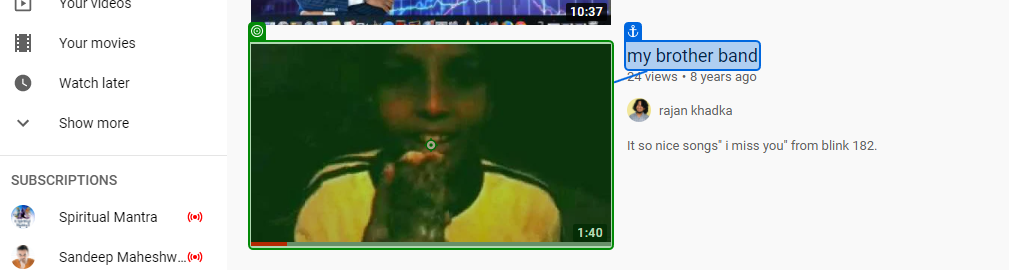 Your videos
Your movies
Watch later
Show more
SUBSCRIPTIONS
Spiritual Mantra
Sandeep Maheshw...
10:37
1:40
my brother band
24 views • 8 years ago
rajan khadka
It so nice songs" i miss you" from blink 182.